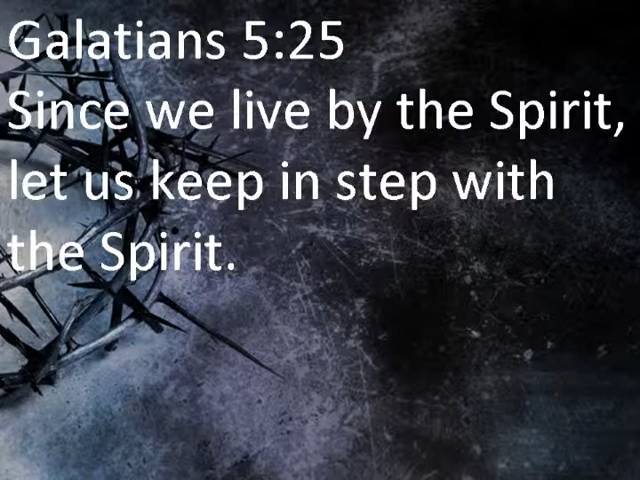 Galatians 5:25
Since we live by the Spirit,
let us keep in step with
the Spirit.